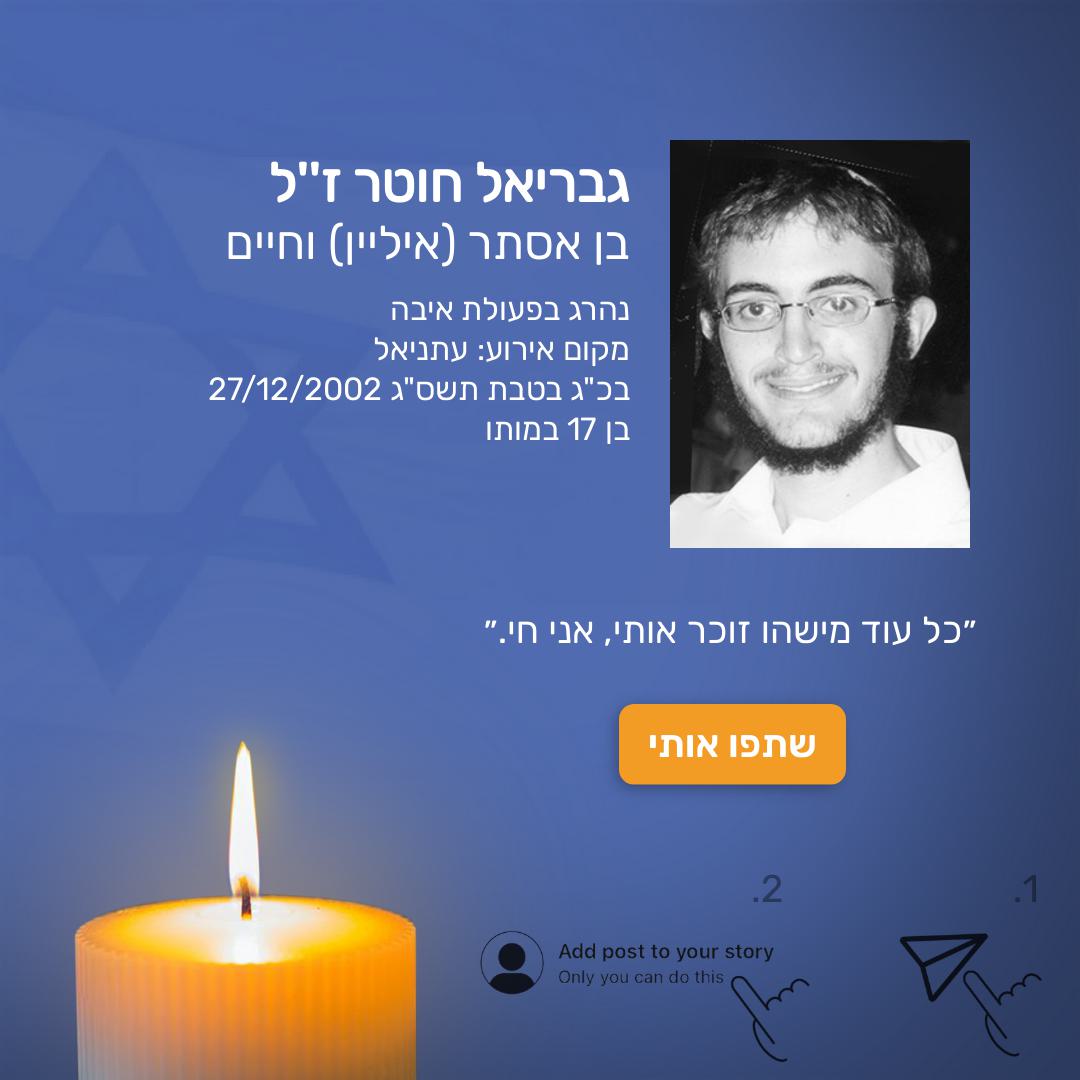 גבריאל חוטר ז"ל
בן אסתר (איליין) וחיים
נהרג בפעולת איבה
מקום אירוע: עתניאל
בכ"ג בטבת תשס"ג 27/12/2002
בן 17 במותו
״כל עוד מישהו זוכר אותי, אני חי.״
שתפו אותי
1.
2.
Add post to your story
Only you can do this